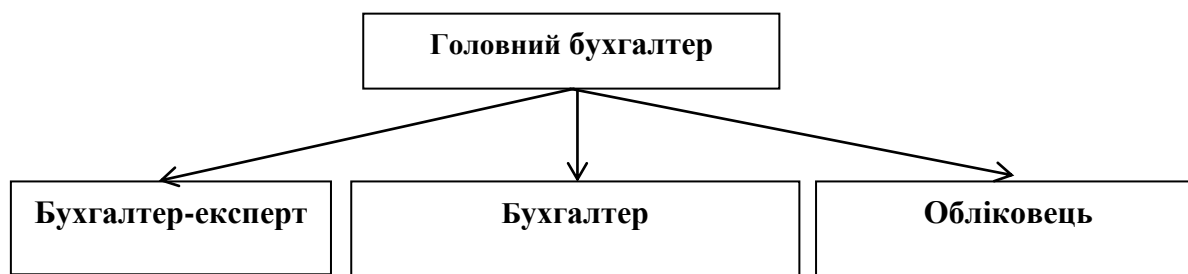 Головний бухгалтер
Бухгалтер-експерт
Бухгалтер
Обліковець